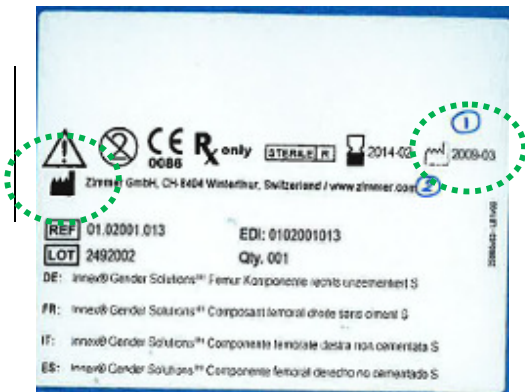 1
CE 0086 Rx only STERILE R 2014-02 2009-03
Zimmer GmbH, CH-8404 Winterthur, Switzerland / www.zimmer.com 2
REF 01.02001.013 EDI: 0102001013
LOT 2492002 Qty. 001
DE: Innex® Gender Solutions™ Femur Komponente rechts unzementiert S
FR: Innex® Gender Solutions™ Composant femoral droite sans ciment S
IT: Innex® Gender Solutions™ Componente femorale destra non cementata S
ES: Innex® Gender Solutions™ Componente femoral derecho no cementado S